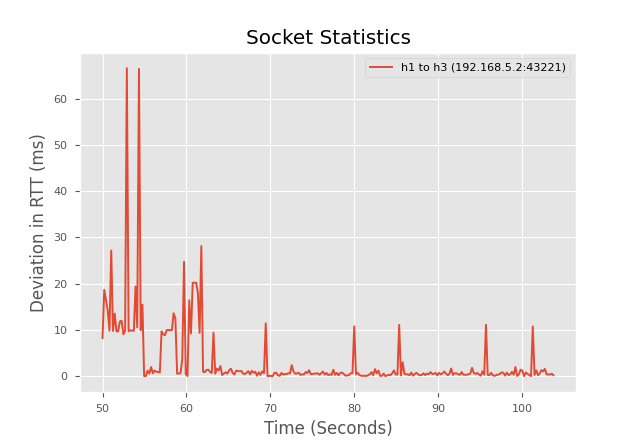 Socket Statistics
h1 to h3 (192.168.5.2:43221)
Deviation in RTT (ms)
60
50
40
30
20
10
0
50 60 70 80 90 100
Time (Seconds)